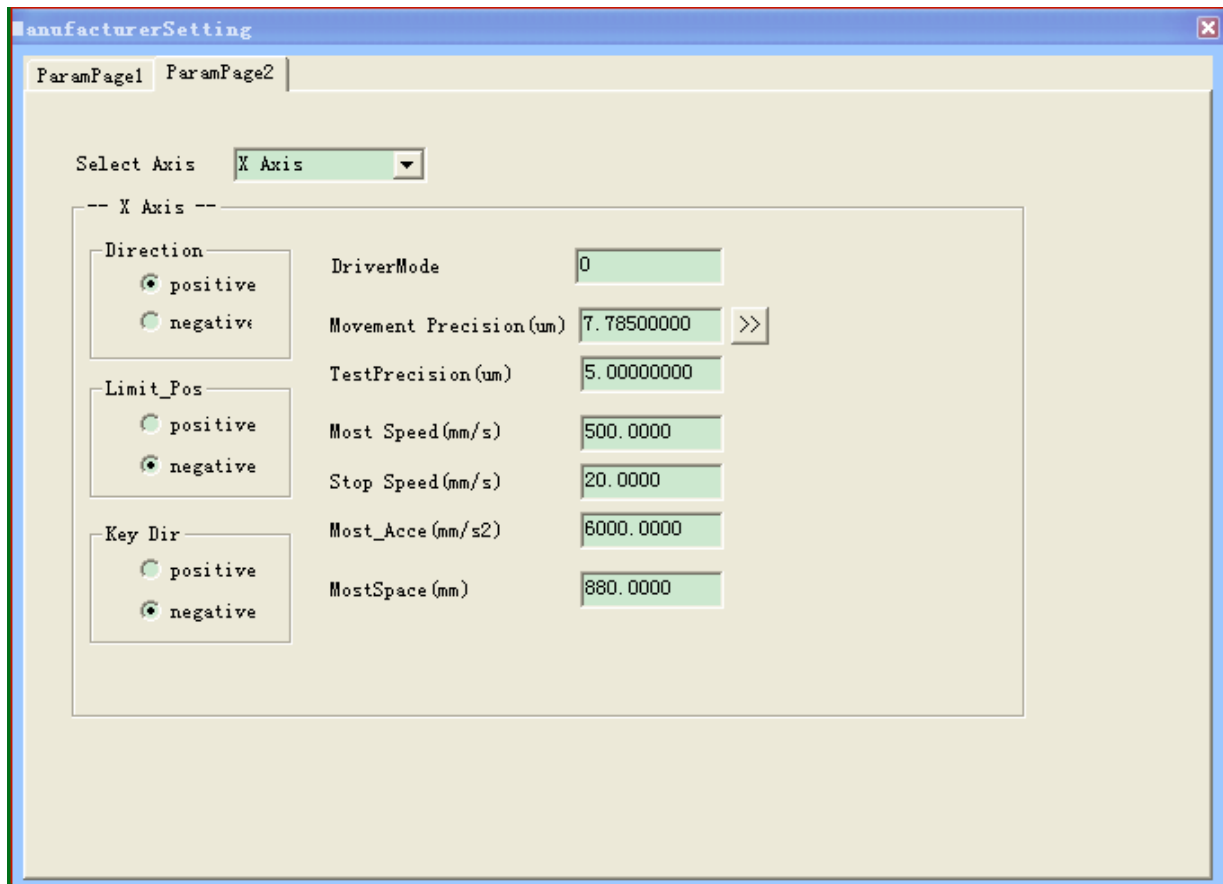 ManufacturerSetting
ParamPage1 ParamPage2
Select Axis X Axis
-- X Axis --
Direction
positive
negative
Limit_Pos
positive
negative
Key Dir
positive
negative
DriverMode 0
Movement Precision(um) 7.78500000 >>
TestPrecision(um) 5.00000000
Most Speed(mm/s) 500.0000
Stop Speed(mm/s) 20.0000
Most_Acce(mm/s2) 6000.0000
MostSpace(mm) 880.0000